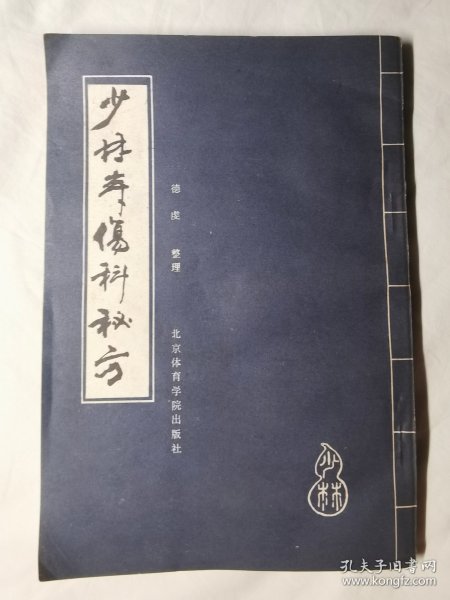 少林寺傷科秘方
德虔 整理
北京体育学院出版社
少林
孔夫子旧书网
www.kongfz.com